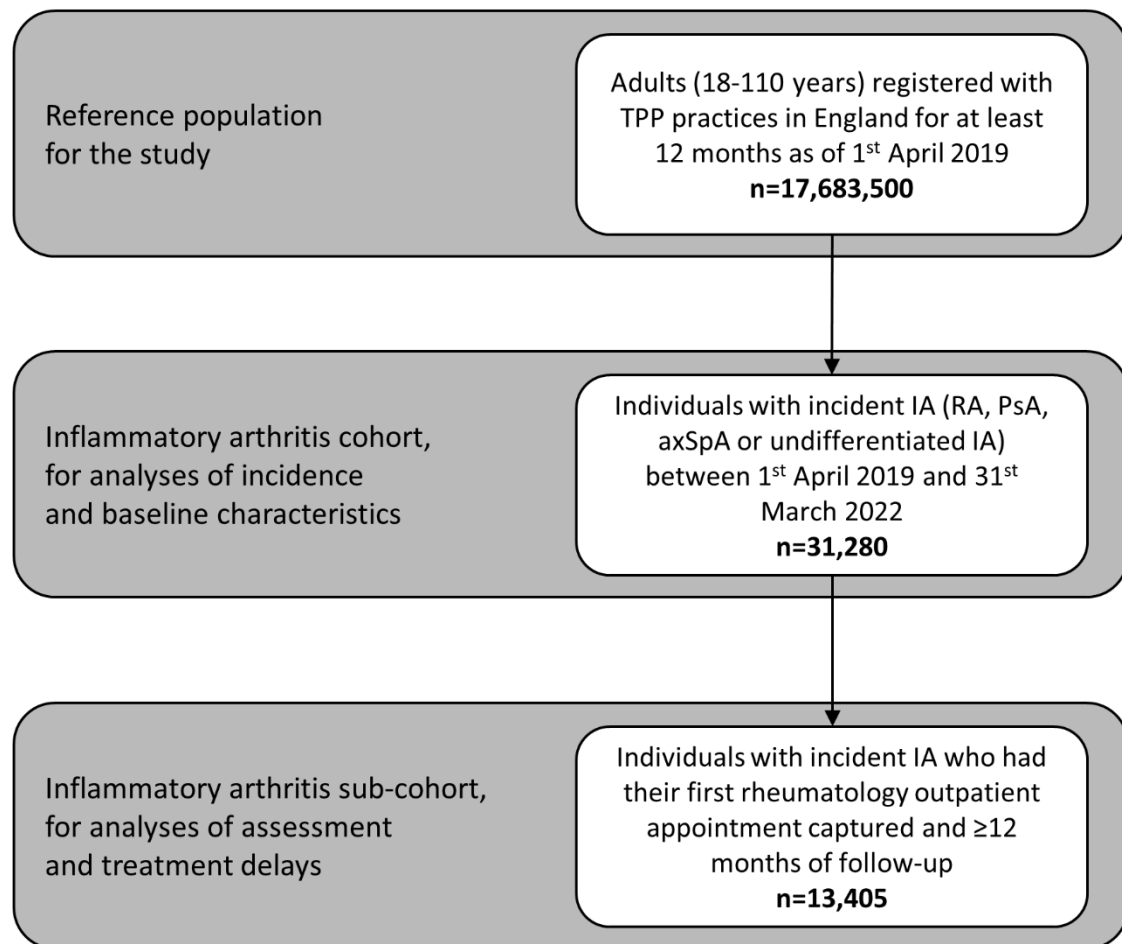 Reference population
for the study
Adults (18-110 years) registered with
TPP practices in England for at least
12 months as of 1st April 2019
n=17,683,500
Inflammatory arthritis cohort,
for analyses of incidence
and baseline characteristics
Individuals with incident IA (RA, PsA,
axSpA or undifferentiated IA)
between 1st April 2019 and 31st
March 2022
n=31,280
Inflammatory arthritis sub-cohort,
for analyses of assessment
and treatment delays
Individuals with incident IA who had
their first rheumatology outpatient
appointment captured and ≥12
months of follow-up
n=13,405